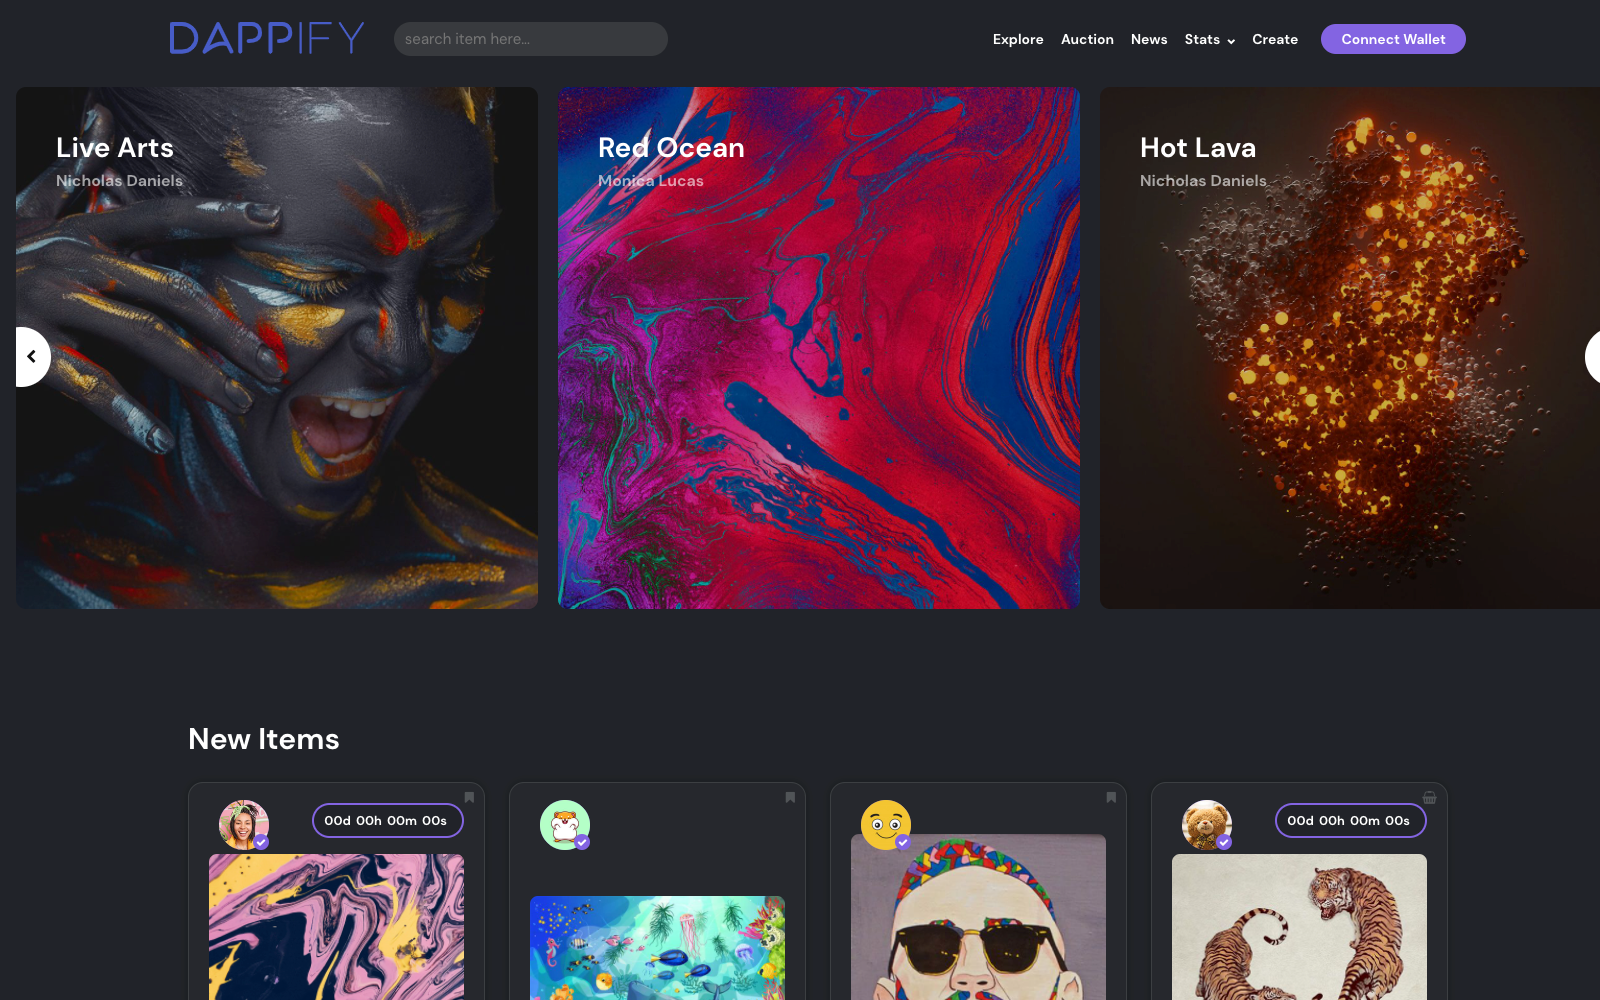 DAPPIFY
search item here...
Explore
Auction
News
Stats
Create
Connect Wallet
Live Arts
Nicholas Daniels
Red Ocean
Monica Lucas
Hot Lava
Nicholas Daniels
New Items
00d 00h 00m 00s
00d 00h 00m 00s